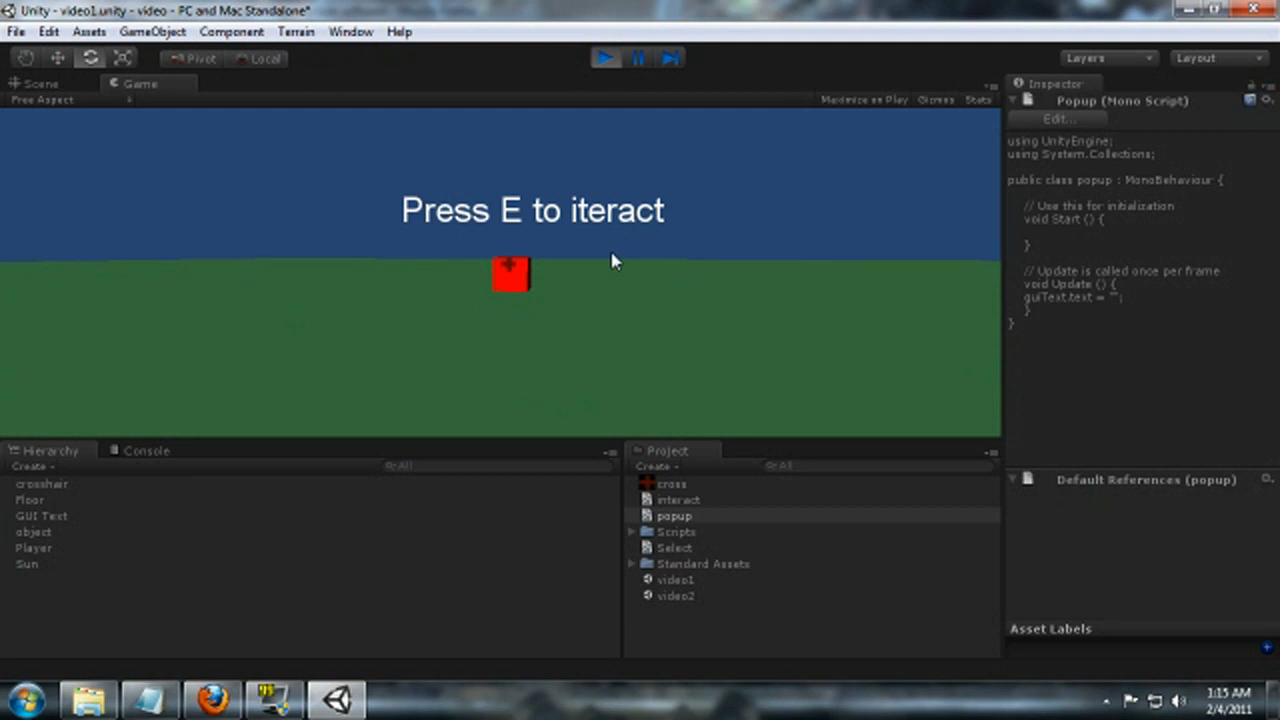 Unity - video1.unity - video - PC and Mac Standalone*
File Edit Assets GameObject Component Terrain Window Help
Pivot Local Layers Layout
Scene Game Inspector
Free Aspect Maximize on Play Gizmos Stats
Popup (Mono Script)
Edit...
using UnityEngine;
using System.Collections;
public class popup : MonoBehaviour {
// Use this for initialization
void Start () {
}
// Update is called once per frame
void Update () {
guiText.text = "";
}
}
Press E to iteract
Hierarchy Console
Create All
crosshair
Floor
GUI Text
object
Player
Sun
Project
Create All
cross
interact
popup
Scripts
Select
Standard Assets
video1
video2
Default References (popup)
Asset Labels
1:15 AM
2/4/2011